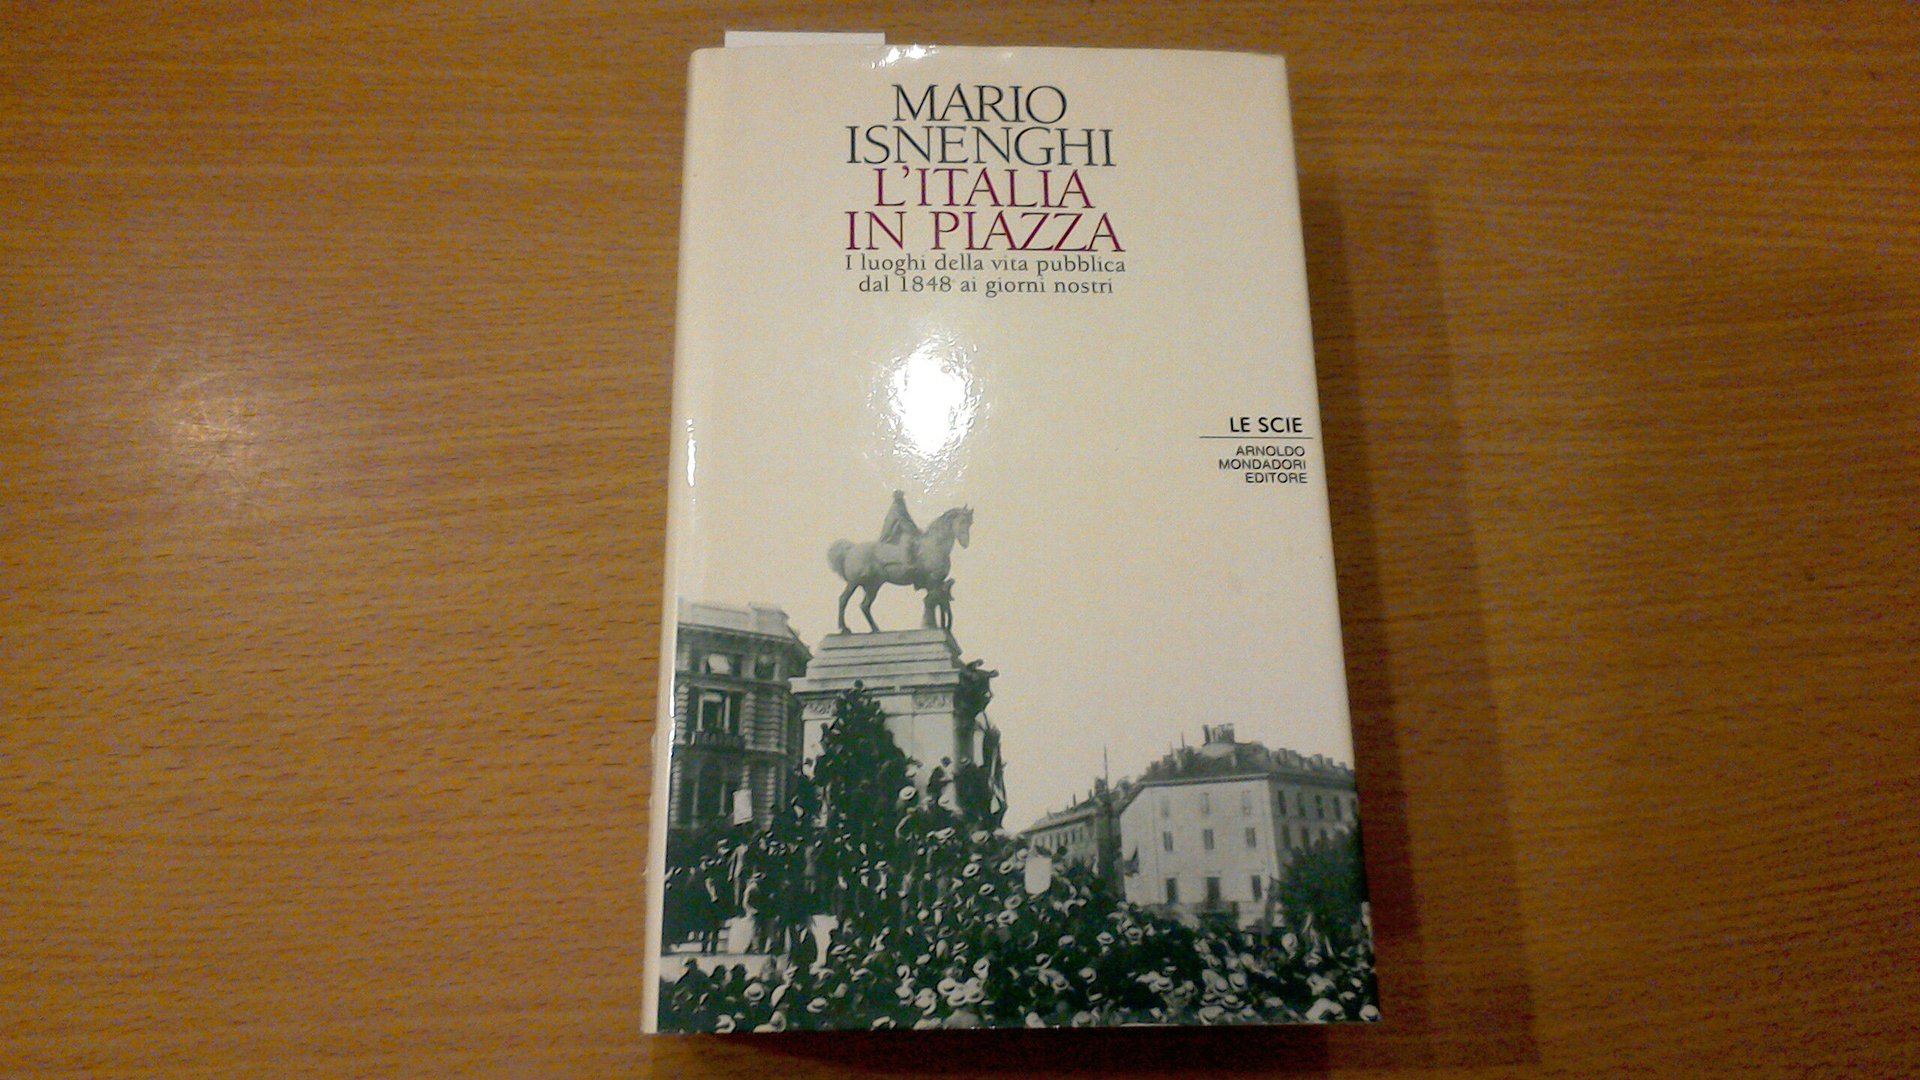 MARIO
ISNENGHI
L'ITALIA
IN PIAZZA
I luoghi della vita pubblica
dal 1848 ai giorni nostri
LE SCIE
ARNOLDO
MONDADORI
EDITORE